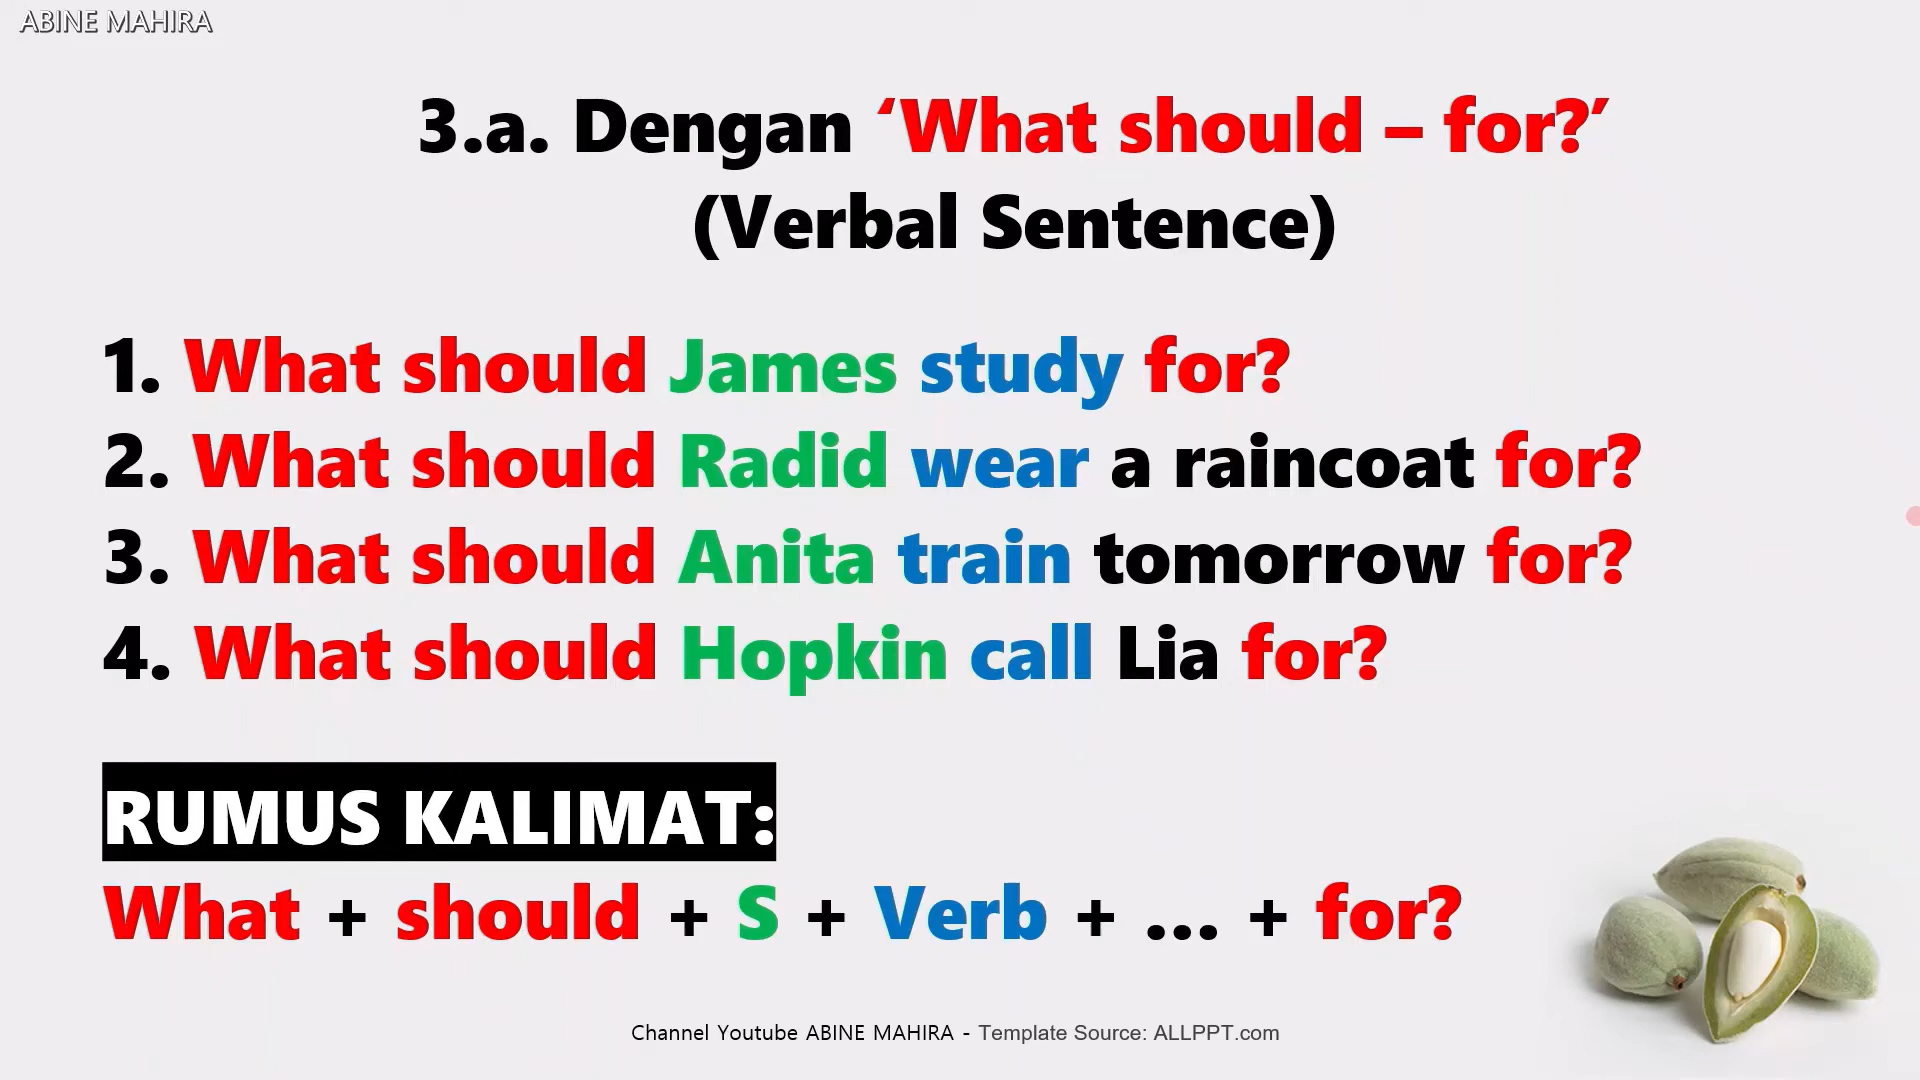 ABINE MAHIRA
3.a. Dengan ‘What should – for?’
(Verbal Sentence)
1. What should James study for?
2. What should Radid wear a raincoat for?
3. What should Anita train tomorrow for?
4. What should Hopkin call Lia for?
RUMUS KALIMAT:
What + should + S + Verb + ... + for?
Channel Youtube ABINE MAHIRA - Template Source: ALLPPT.com